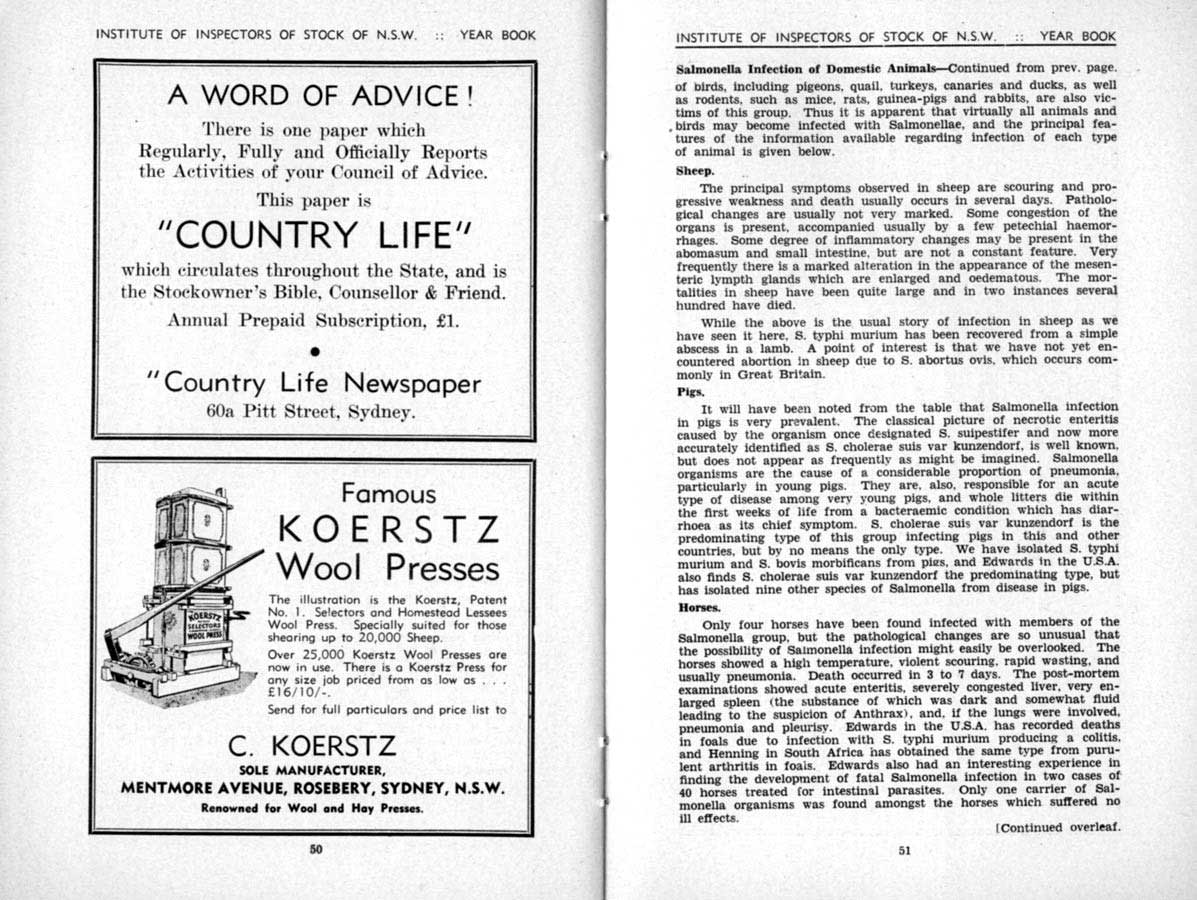 INSTITUTE OF INSPECTORS OF STOCK OF N.S.W. :: YEAR BOOK
A WORD OF ADVICE!
There is one paper which
Regularly, Fully and Officially Reports
the Activities of your Council of Advice.
This paper is
"COUNTRY LIFE"
which circulates throughout the State, and is
the Stockowner's Bible, Counsellor & Friend.
Annual Prepaid Subscription, £1.
"Country Life Newspaper
60a Pitt Street, Sydney.
Famous
KOERSTZ
Wool Presses
The illustration is the Koerstz, Patent
No. 1. Selectors and Homestead Lessees
Wool Press. Specially suited for those
shearing up to 20,000 Sheep.
Over 25,000 Koerstz Wool Presses are
now in use. There is a Koerstz Press for
any size job priced from as low as . . .
£16/10/-.
Send for full particulars and price list to
KOERSTZ
SELECTORS
WOOL PRESS
C. KOERSTZ
SOLE MANUFACTURER,
MENTMORE AVENUE, ROSEBERY, SYDNEY, N.S.W.
Renowned for Wool and Hay Presses.
50
INSTITUTE OF INSPECTORS OF STOCK OF N.S.W. :: YEAR BOOK
Salmonella Infection of Domestic Animals—Continued from prev. page.
of birds, including pigeons, quail, turkeys, canaries and ducks, as well
as rodents, such as mice, rats, guinea-pigs and rabbits, are also vic-
tims of this group. Thus it is apparent that virtually all animals and
birds may become infected with Salmonellae, and the principal fea-
tures of the information available regarding infection of each type
of animal is given below.
Sheep.
The principal symptoms observed in sheep are scouring and pro-
gressive weakness and death usually occurs in several days. Patholo-
gical changes are usually not very marked. Some congestion of the
organs is present, accompanied usually by a few petechial haemor-
rhages. Some degree of inflammatory changes may be present in the
abomasum and small intestine, but are not a constant feature. Very
frequently there is a marked alteration in the appearance of the mesen-
teric lympth glands which are enlarged and oedematous. The mor-
talities in sheep have been quite large and in two instances several
hundred have died.
While the above is the usual story of infection in sheep as we
have seen it here, S. typhi murium has been recovered from a simple
abscess in a lamb. A point of interest is that we have not yet en-
countered abortion in sheep due to S. abortus ovis, which occurs com-
monly in Great Britain.
Pigs.
It will have been noted from the table that Salmonella infection
in pigs is very prevalent. The classical picture of necrotic enteritis
caused by the organism once designated S. suipestifer and now more
accurately identified as S. cholerae suis var kunzendorf, is well known,
but does not appear as frequently as might be imagined. Salmonella
organisms are the cause of a considerable proportion of pneumonia,
particularly in young pigs. They are, also, responsible for an acute
type of disease among very young pigs, and whole litters die within
the first weeks of life from a bacteraemic condition which has diar-
rhoea as its chief symptom. S. cholerae suis var kunzendorf is the
predominating type of this group infecting pigs in this and other
countries, but by no means the only type. We have isolated S. typhi
murium and S. bovis morbificans from pigs, and Edwards in the U.S.A.
also finds S. cholerae suis var kunzendorf the predominating type, but
has isolated nine other species of Salmonella from disease in pigs.
Horses.
Only four horses have been found infected with members of the
Salmonella group, but the pathological changes are so unusual that
the possibility of Salmonella infection might easily be overlooked. The
horses showed a high temperature, violent scouring, rapid wasting, and
usually pneumonia. Death occurred in 3 to 7 days. The post-mortem
examinations showed acute enteritis, severely congested liver, very en-
larged spleen (the substance of which was dark and somewhat fluid
leading to the suspicion of Anthrax), and, if the lungs were involved,
pneumonia and pleurisy. Edwards in the U.S.A. has recorded deaths
in foals due to infection with S. typhi murium producing a colitis,
and Henning in South Africa has obtained the same type from puru-
lent arthritis in foals. Edwards also had an interesting experience in
finding the development of fatal Salmonella infection in two cases of
40 horses treated for intestinal parasites. Only one carrier of Sal-
monella organisms was found amongst the horses which suffered no
ill effects.
[Continued overleaf.
51